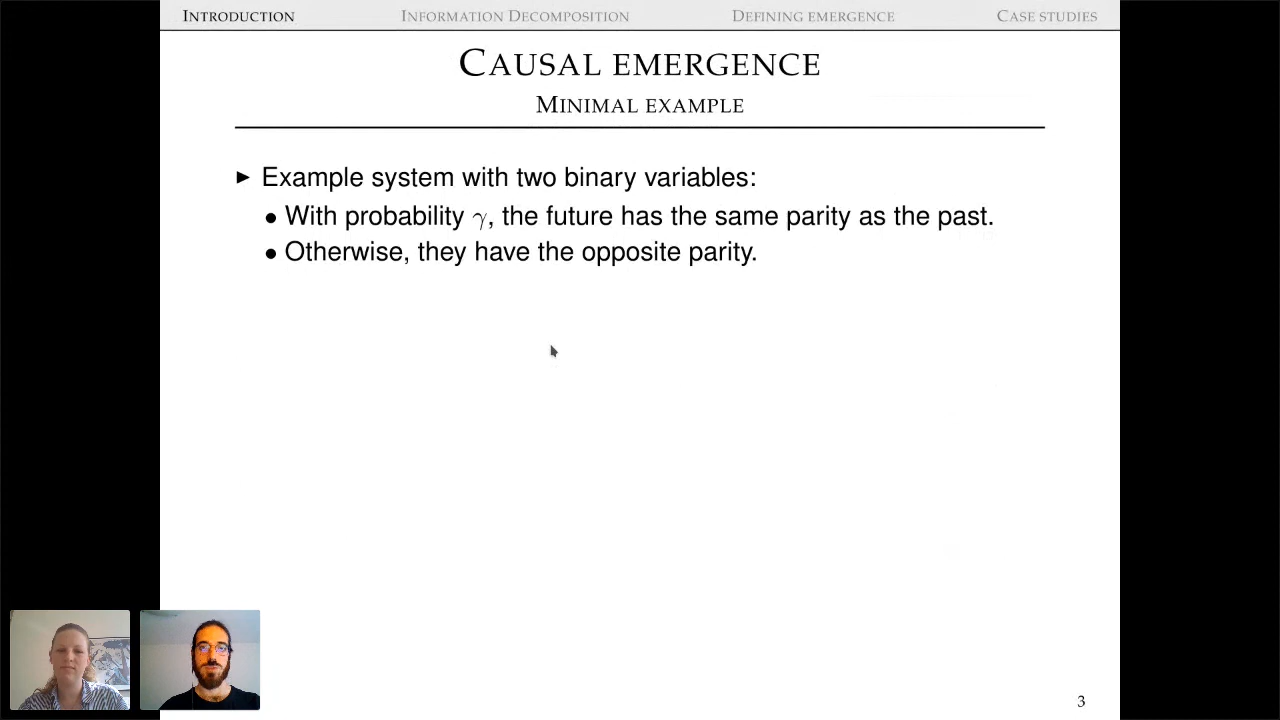 INTRODUCTION INFORMATION DECOMPOSITION DEFINING EMERGENCE CASE STUDIES
CAUSAL EMERGENCE
MINIMAL EXAMPLE
▶ Example system with two binary variables:
• With probability γ, the future has the same parity as the past.
• Otherwise, they have the opposite parity.
3